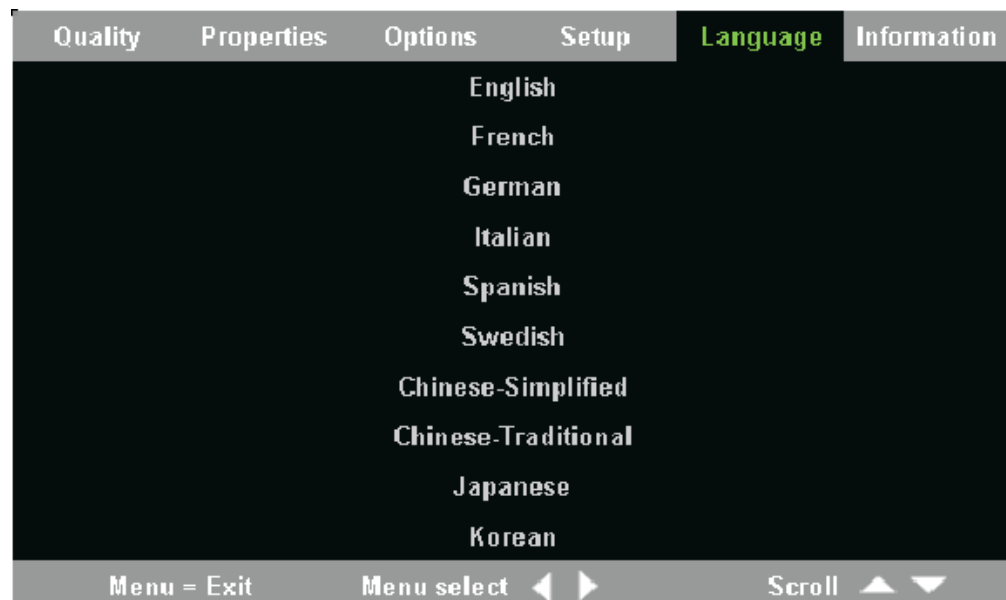 Quality Properties Options Setup Language Information
English
French
German
Italian
Spanish
Swedish
Chinese-Simplified
Chinese-Traditional
Japanese
Korean
Menu = Exit Menu select Scroll